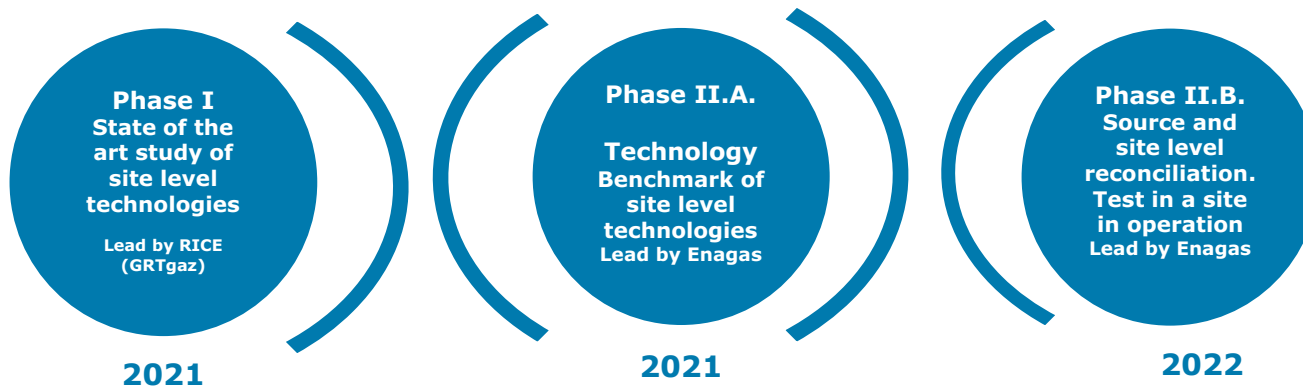 Phase I
State of the
art study of
site level
technologies
Lead by RICE
(GRTgaz)
2021
Phase II.A.
Technology
Benchmark of
site level
technologies
Lead by Enagas
2021
Phase II.B.
Source and
site level
reconciliation.
Test in a site
in operation
Lead by Enagas
2022